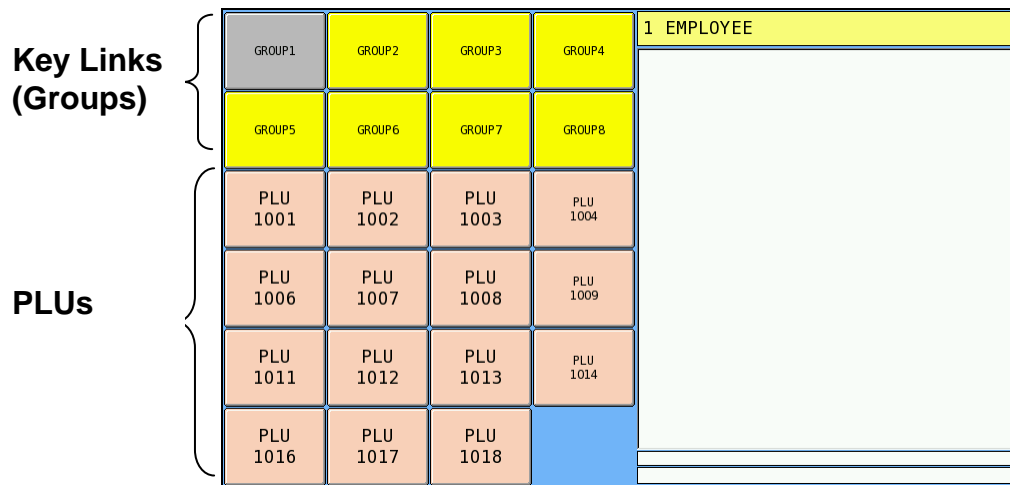 Key Links
(Groups)
GROUP1 GROUP2 GROUP3 GROUP4
1 EMPLOYEE
GROUP5 GROUP6 GROUP7 GROUP8
PLUs
PLU PLU PLU PLU
1001 1002 1003 1004
PLU PLU PLU PLU
1006 1007 1008 1009
PLU PLU PLU PLU
1011 1012 1013 1014
PLU PLU PLU
1016 1017 1018